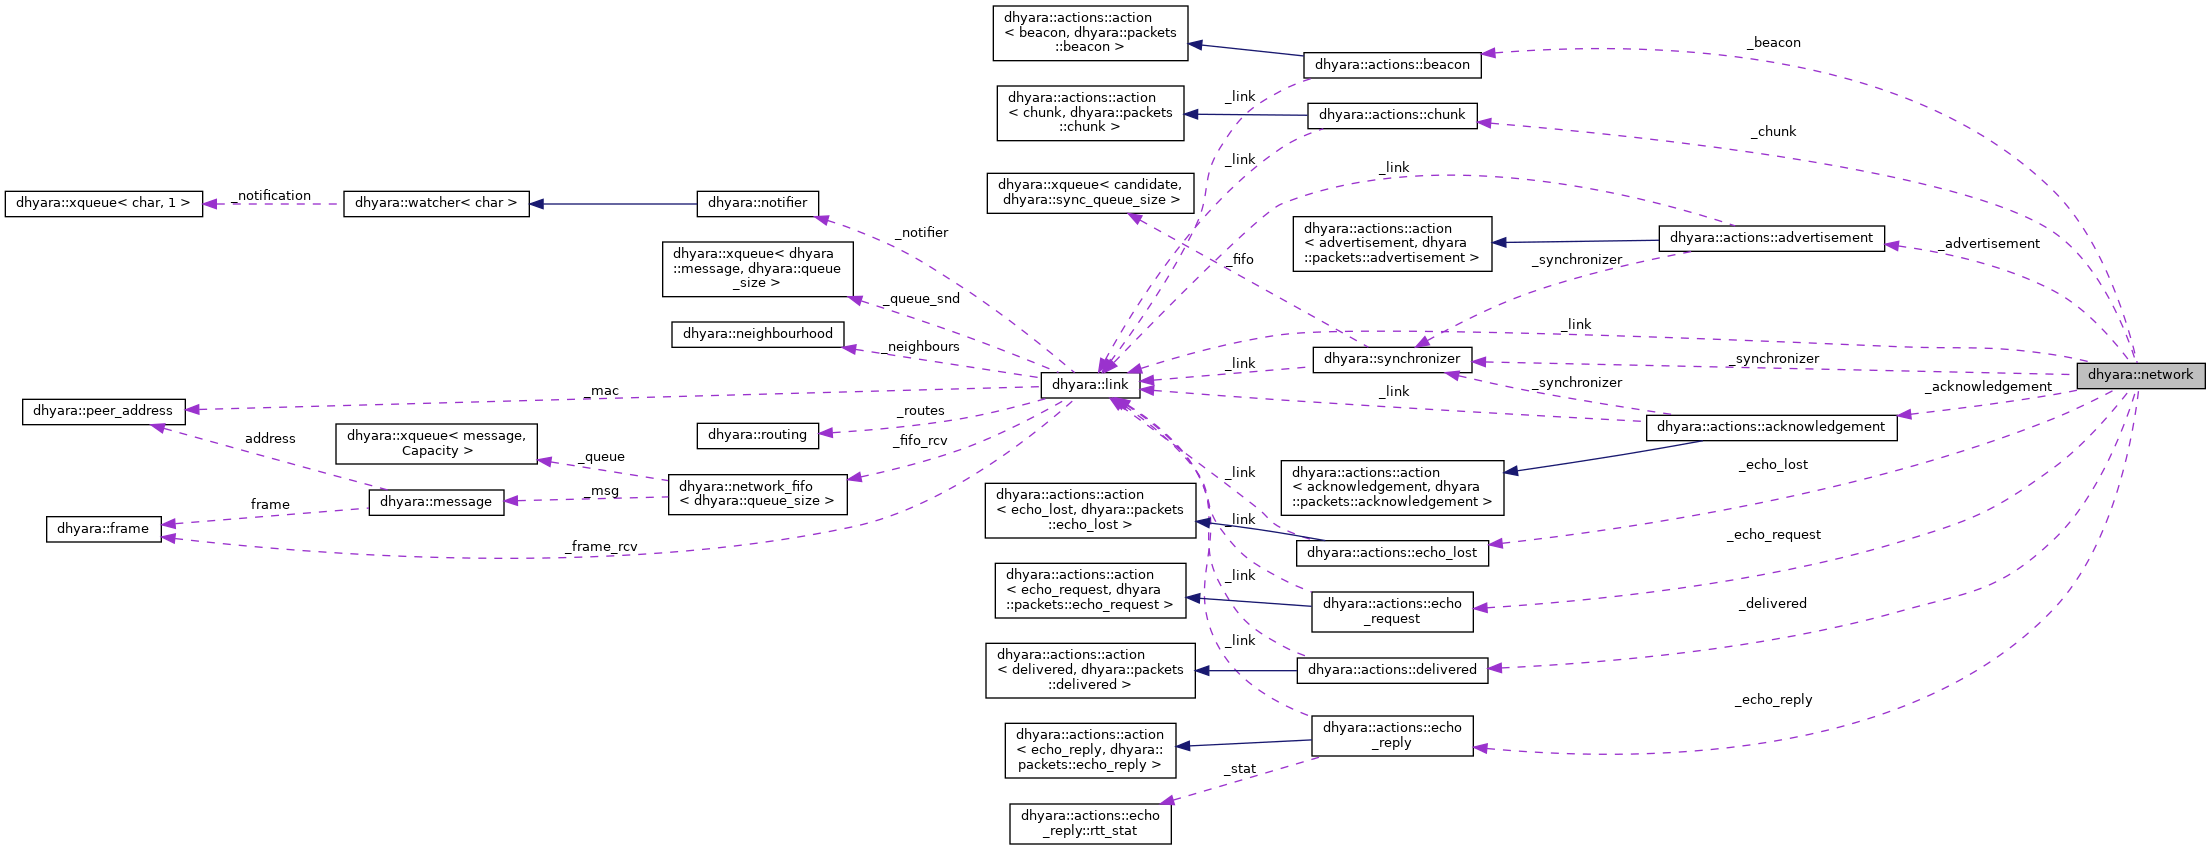 dhyara::actions::action
< beacon, dhyara::packets
::beacon >
_beacon
dhyara::actions::beacon
_link
dhyara::actions::action
< chunk, dhyara::packets
::chunk >
dhyara::actions::chunk
_chunk
_link
_link
dhyara::xqueue< candidate,
dhyara::sync_queue_size >
dhyara::xqueue< char, 1 >
_notification
dhyara::watcher< char >
dhyara::notifier
_notifier
dhyara::actions::action
< advertisement, dhyara
::packets::advertisement >
dhyara::actions::advertisement
_advertisement
_fifo
_synchronizer
dhyara::xqueue< dhyara
::message, dhyara::queue
_size >
_queue_snd
dhyara::neighbourhood
_neighbours
_link
dhyara::synchronizer
_synchronizer
_link
dhyara::network
dhyara::link
_synchronizer
_acknowledgement
_mac
_link
dhyara::peer_address
_routes
dhyara::actions::acknowledgement
dhyara::routing
address
dhyara::xqueue< message,
Capacity >
_fifo_rcv
_queue
_echo_lost
_link
dhyara::actions::action
< acknowledgement, dhyara
::packets::acknowledgement >
dhyara::network_fifo
< dhyara::queue_size >
_msg
dhyara::message
frame
dhyara::frame
_frame_rcv
dhyara::actions::action
< echo_lost, dhyara::packets
::echo_lost >
_link
dhyara::actions::echo_lost
_echo_request
dhyara::actions::action
< echo_request, dhyara
::packets::echo_request >
_link
dhyara::actions::echo
_request
_delivered
dhyara::actions::action
< delivered, dhyara::packets
::delivered >
_link
dhyara::actions::delivered
_echo_reply
dhyara::actions::action
< echo_reply, dhyara::
packets::echo_reply >
dhyara::actions::echo
_reply
_stat
dhyara::actions::echo
_reply::rtt_stat